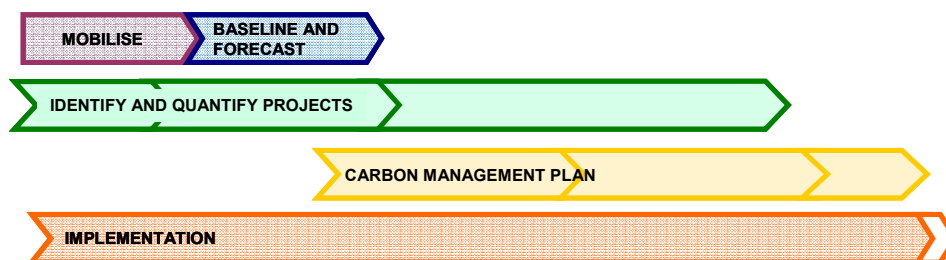 MOBILISE
BASELINE AND
FORECAST
IDENTIFY AND QUANTIFY PROJECTS
CARBON MANAGEMENT PLAN
IMPLEMENTATION